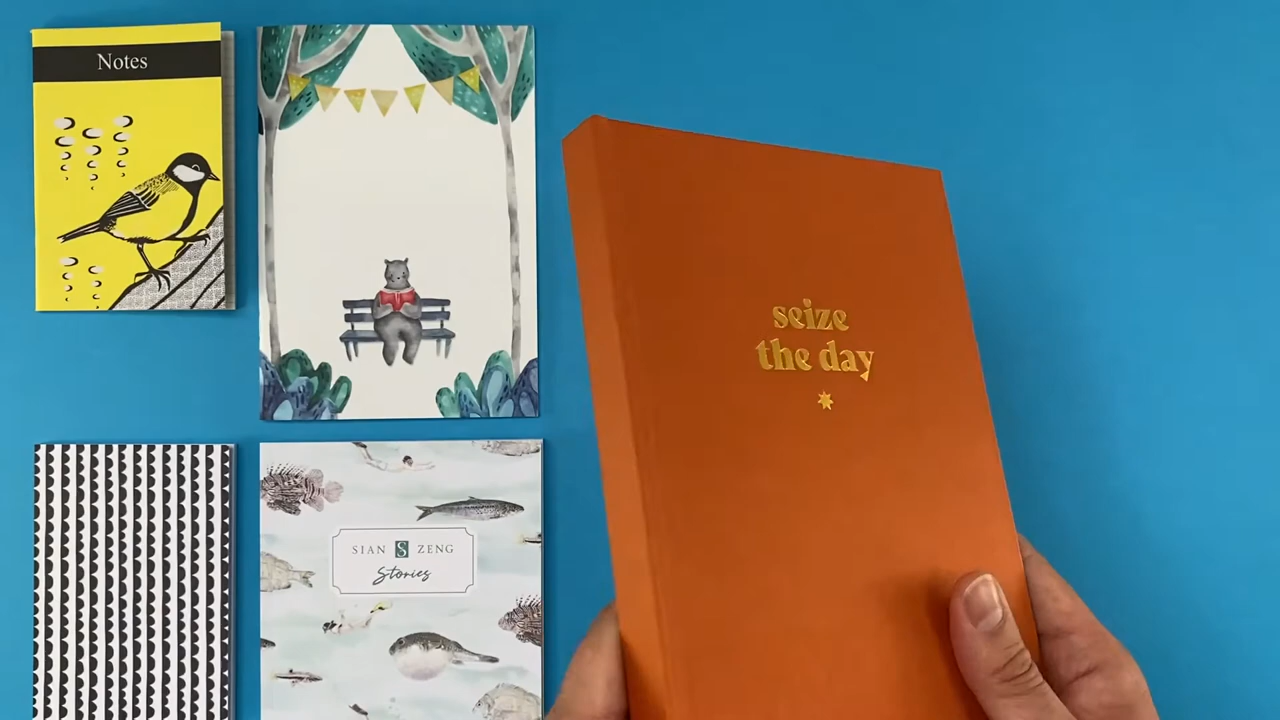 Notes
SIAN S ZENG
Stories
seize
the day